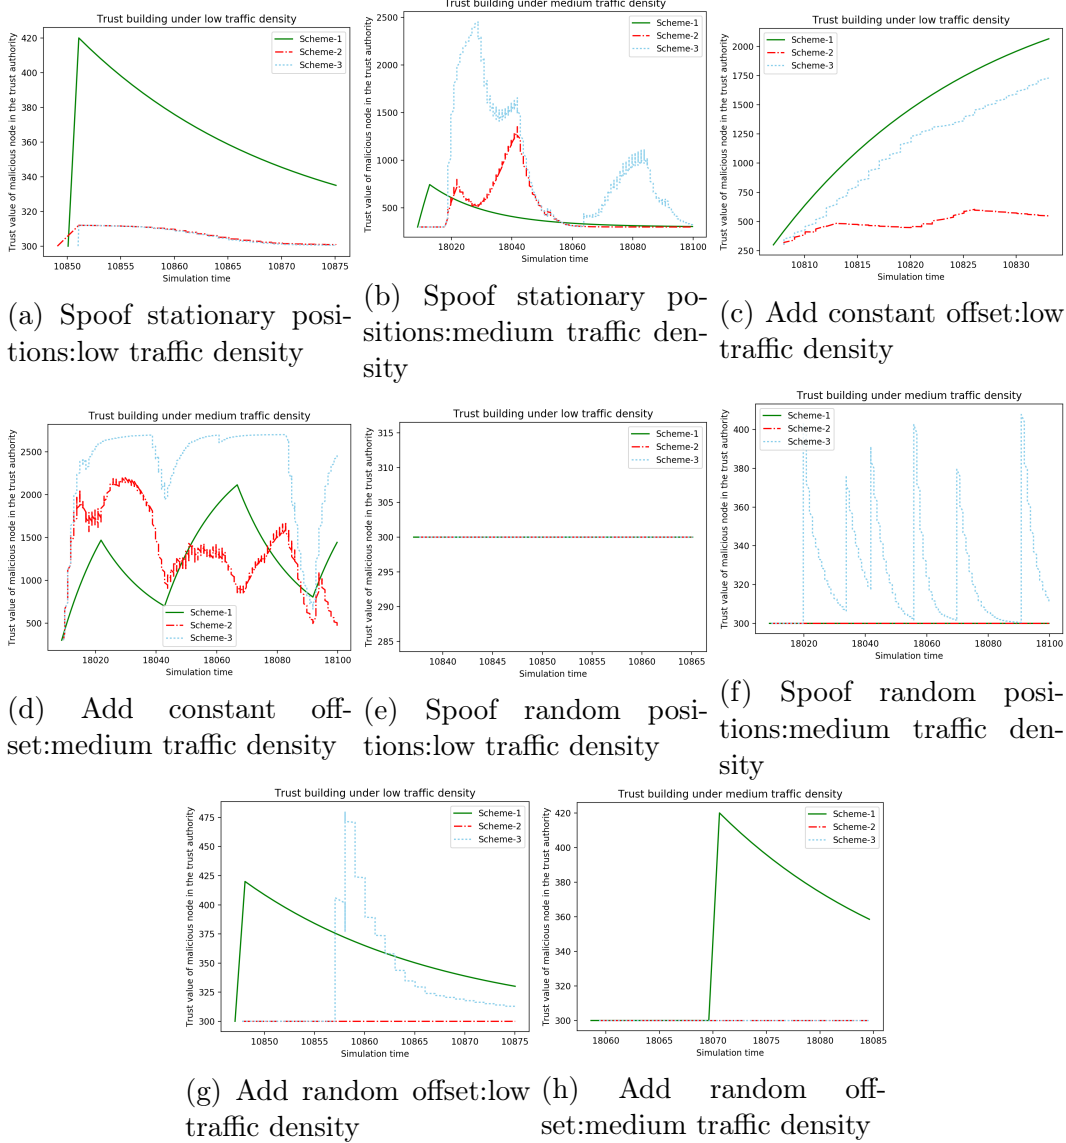 Trust building under low traffic density
Trust value of malicious node in the trust authority
420
400
380
360
340
320
300
Scheme-1
Scheme-2
Scheme-3
10850 10855 10860 10865 10870 10875
Simulation time
(a) Spoof stationary posi-
tions:low traffic density
Trust building under medium traffic density
Trust value of malicious node in the trust authority
2500
2000
1500
1000
500
Scheme-1
Scheme-2
Scheme-3
18020 18040 18060 18080 18100
Simulation time
(b) Spoof stationary po-
sitions:medium traffic den-
sity
Trust building under low traffic density
Trust value of malicious node in the trust authority
2000
1750
1500
1250
1000
750
500
250
Scheme-1
Scheme-2
Scheme-3
10810 10815 10820 10825 10830
Simulation time
(c) Add constant offset:low
traffic density
Trust building under medium traffic density
Trust value of malicious node in the trust authority
2500
2000
1500
1000
500
Scheme-1
Scheme-2
Scheme-3
18020 18040 18060 18080 18100
Simulation time
(d) Add constant off-
set:medium traffic density
Trust building under low traffic density
Trust value of malicious node in the trust authority
315
310
305
300
295
290
285
Scheme-1
Scheme-2
Scheme-3
10840 10845 10850 10855 10860 10865
Simulation time
(e) Spoof random posi-
tions:low traffic density
Trust building under medium traffic density
Trust value of malicious node in the trust authority
400
380
360
340
320
300
Scheme-1
Scheme-2
Scheme-3
18020 18040 18060 18080 18100
Simulation time
(f) Spoof random posi-
tions:medium traffic den-
sity
Trust building under low traffic density
Trust value of malicious node in the trust authority
475
450
425
400
375
350
325
300
Scheme-1
Scheme-2
Scheme-3
10850 10855 10860 10865 10870 10875
Simulation time
(g) Add random offset:low
traffic density
Trust building under medium traffic density
Trust value of malicious node in the trust authority
420
400
380
360
340
320
300
Scheme-1
Scheme-2
Scheme-3
18060 18065 18070 18075 18080 18085
Simulation time
(h) Add random off-
set:medium traffic density